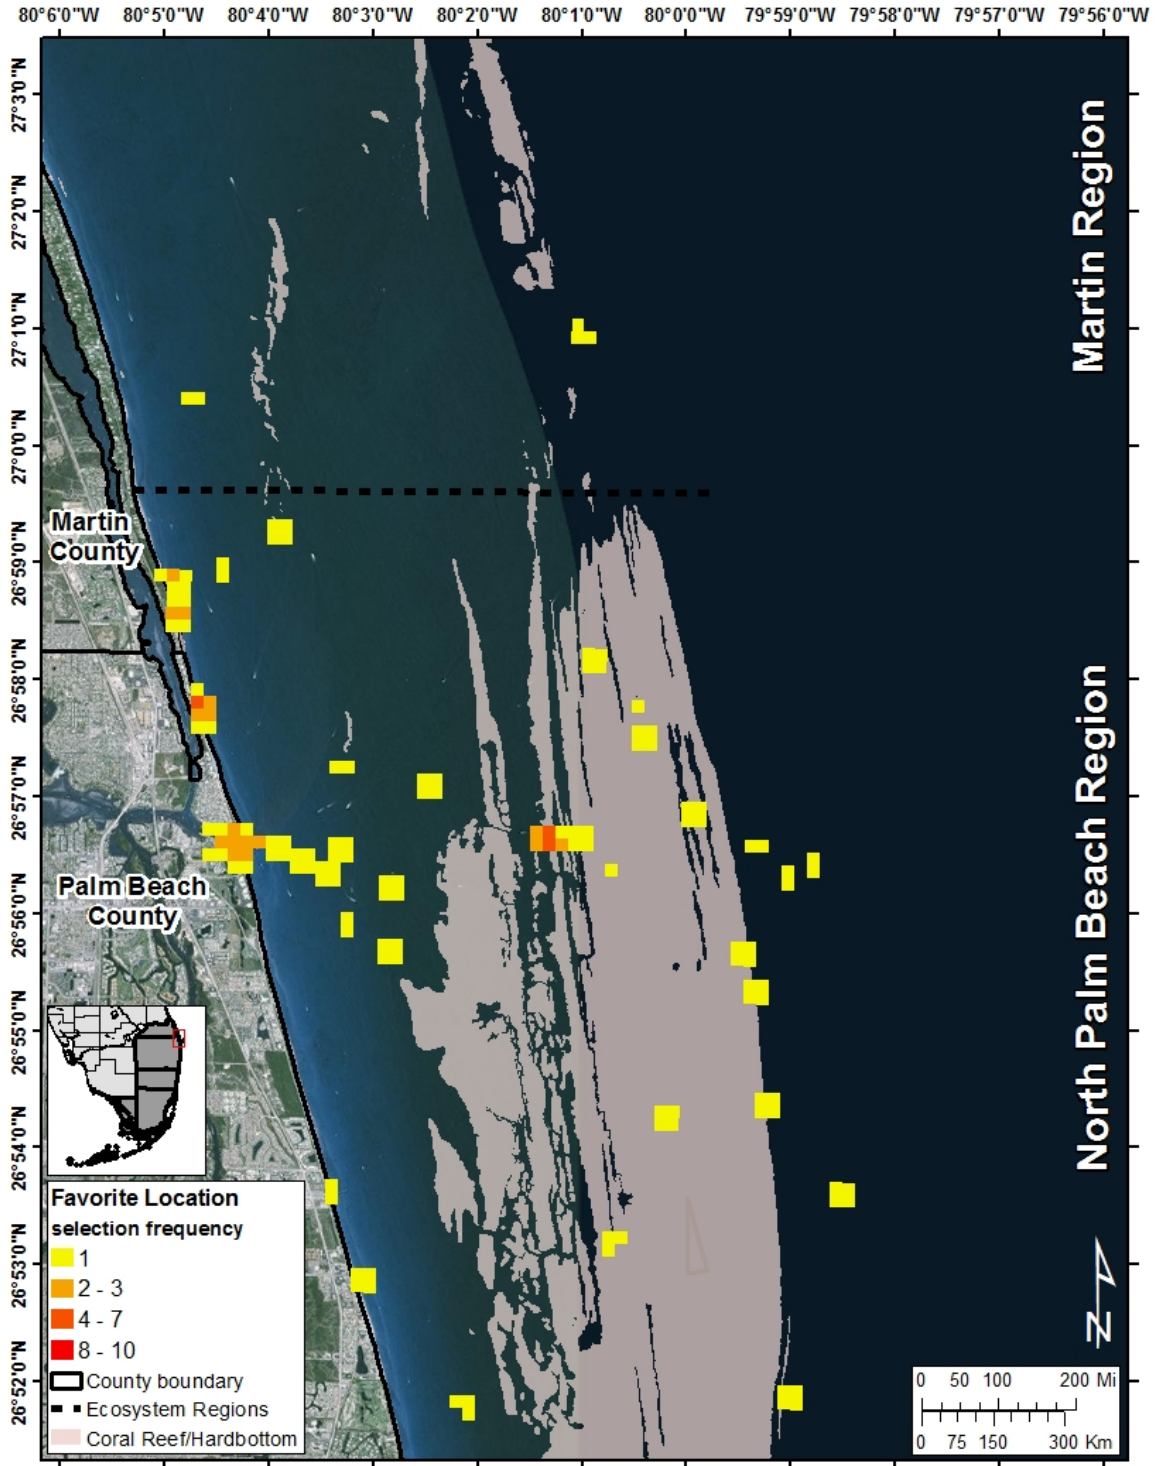 80°6'0"W 80°5'0"W 80°4'0"W 80°3'0"W 80°2'0"W 80°1'0"W 80°0'0"W 79°59'0"W 79°58'0"W 79°57'0"W 79°56'0"W
27°3'0"N
27°2'0"N
27°1'0"N
27°0'0"N
26°59'0"N
26°58'0"N
26°57'0"N
26°56'0"N
26°55'0"N
26°54'0"N
26°53'0"N
26°52'0"N
Martin Region
Martin
County
North Palm Beach Region
Palm Beach
County
Favorite Location
selection frequency
1
2 - 3
4 - 7
8 - 10
County boundary
Ecosystem Regions
Coral Reef/Hardbottom
N
0 50 100 200 Mi
0 75 150 300 Km